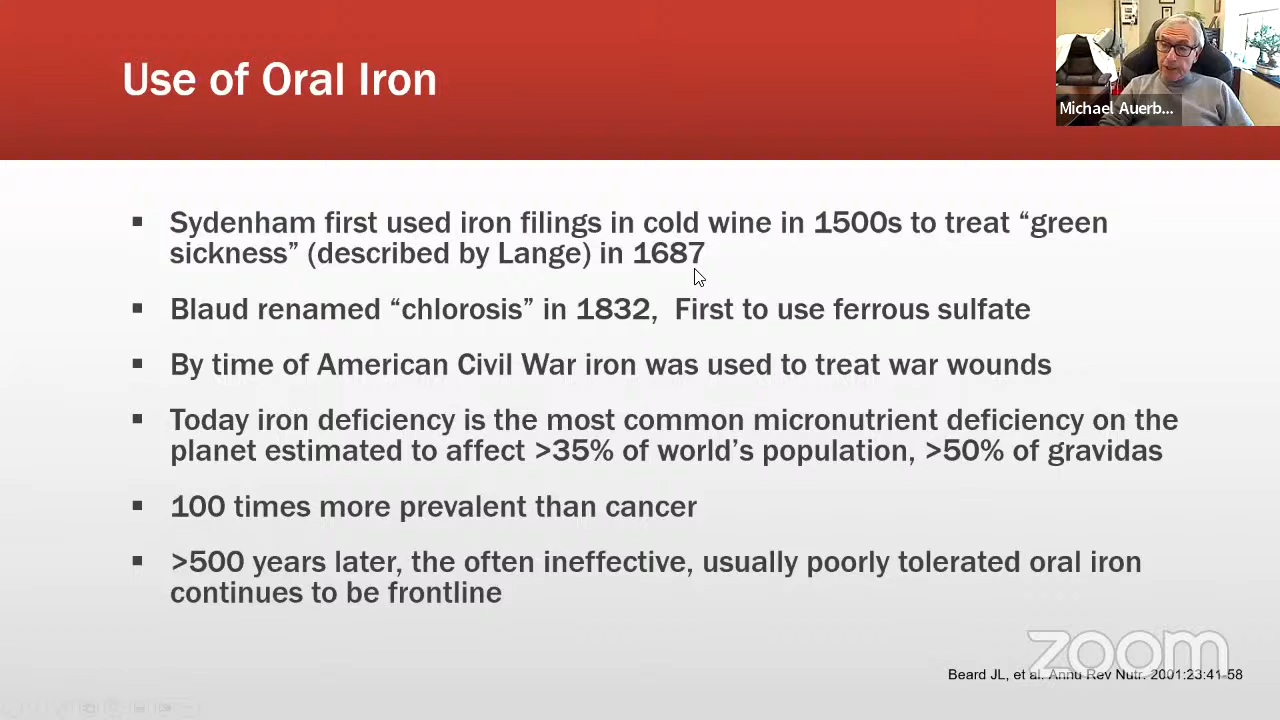 Use of Oral Iron
Michael Auerb...
Sydenham first used iron filings in cold wine in 1500s to treat “green
sickness” (described by Lange) in 1687
Blaud renamed “chlorosis” in 1832,  First to use ferrous sulfate
By time of American Civil War iron was used to treat war wounds
Today iron deficiency is the most common micronutrient deficiency on the
planet estimated to affect >35% of world’s population, >50% of gravidas
100 times more prevalent than cancer
>500 years later, the often ineffective, usually poorly tolerated oral iron
continues to be frontline
zoom
Beard JL, et al. Annu Rev Nutr. 2001:23:41-58